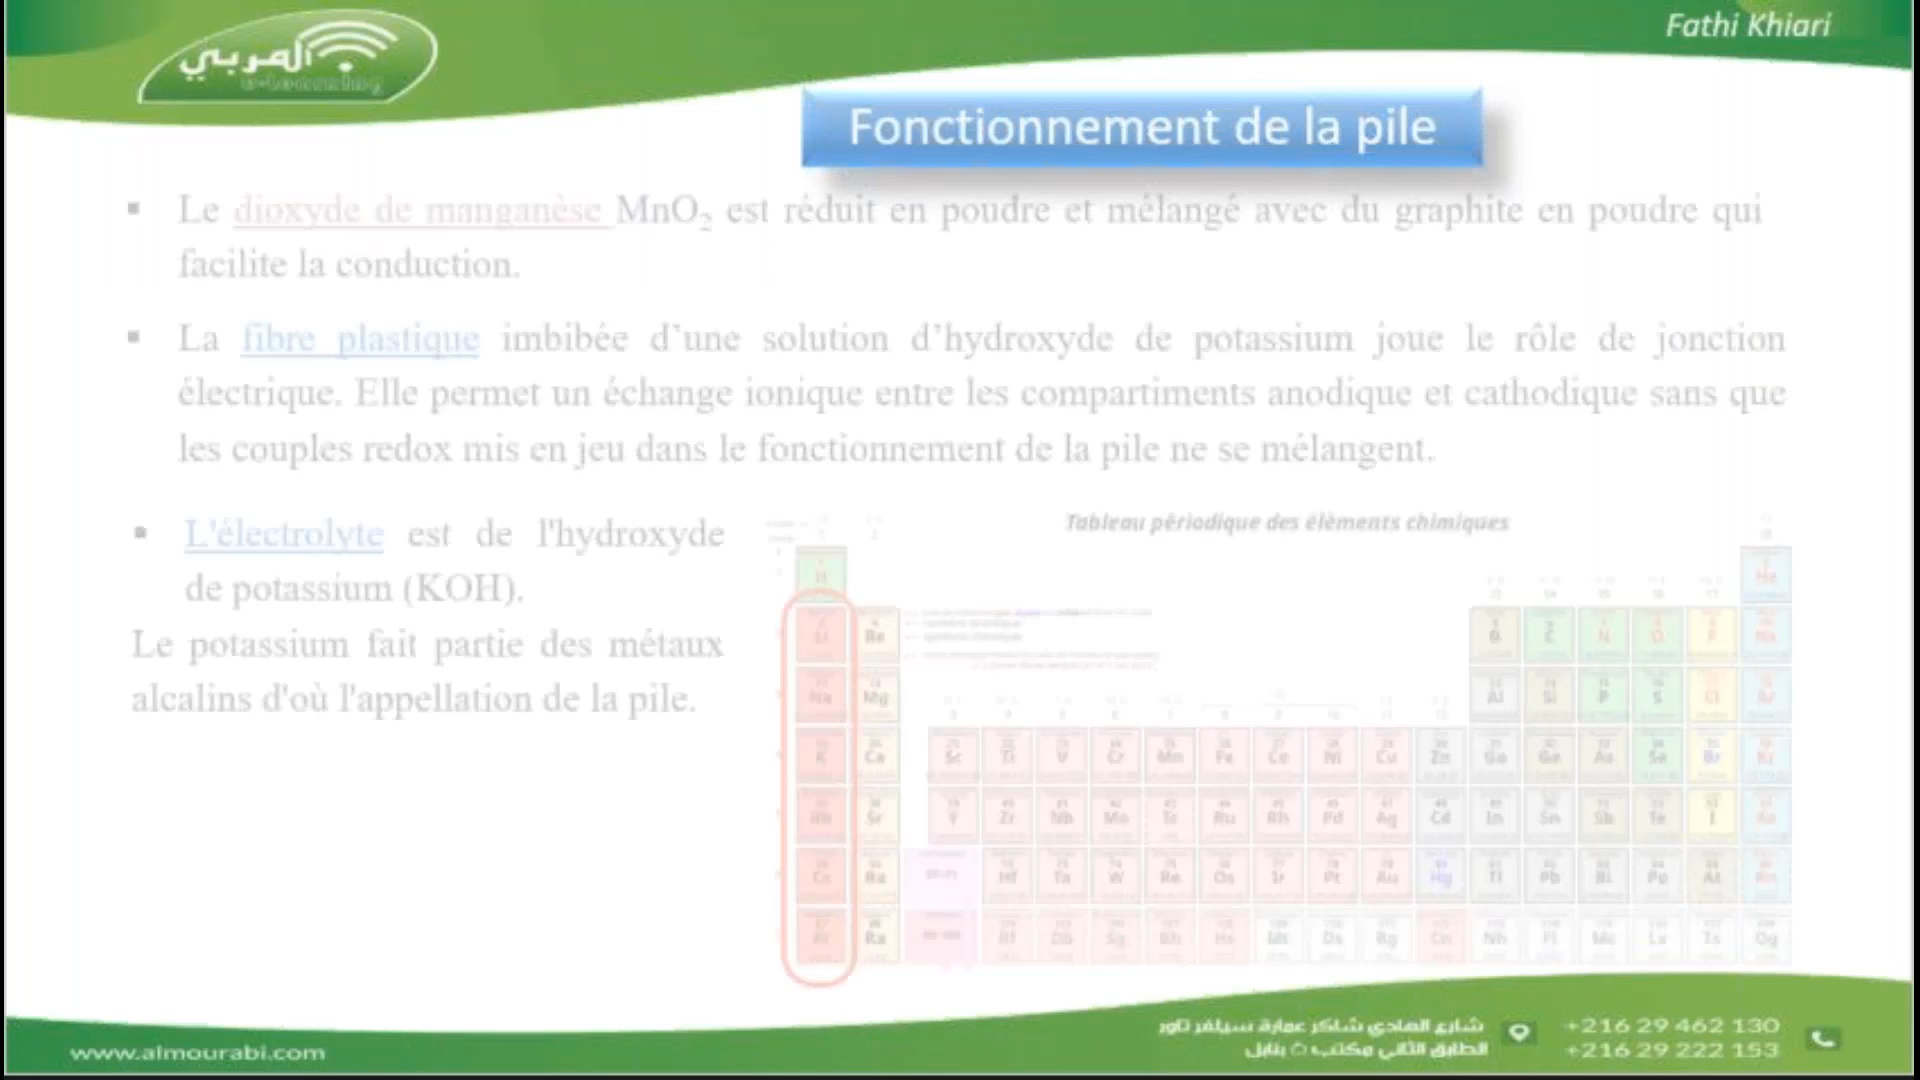 Fathi Khiari
المربي
e-learning
Fonctionnement de la pile
▪ Le dioxyde de manganèse MnO₂ est réduit en poudre et mélangé avec du graphite en poudre qui
facilite la conduction.
▪ La fibre plastique imbibée d’une solution d’hydroxyde de potassium joue le rôle de jonction
électrique. Elle permet un échange ionique entre les compartiments anodique et cathodique sans que
les couples redox mis en jeu dans le fonctionnement de la pile ne se mélangent.
▪ L'électrolyte est de l'hydroxyde
de potassium (KOH).
Le potassium fait partie des métaux
alcalins d'où l'appellation de la pile.
Tableau périodique des éléments chimiques
H He
Li Be B C N O F Ne
Na Mg Al Si P S Cl Ar
K Ca Sc Ti V Cr Mn Fe Co Ni Cu Zn Ga Ge As Se Br Kr
Rb Sr Y Zr Nb Mo Tc Ru Rh Pd Ag Cd In Sn Sb Te I Xe
Cs Ba Hf Ta W Re Os Ir Pt Au Hg Tl Pb Bi Po At Rn
Fr Ra Rf Db Sg Bh Hs Mt Ds Rg Cn Nh Fl Mc Lv Ts Og
www.almourabi.com
شارع الهادي شاكر عمارة سيلفر تاور
الطابق الثاني مكتب ن بنابل
+216 29 462 130
+216 29 222 153